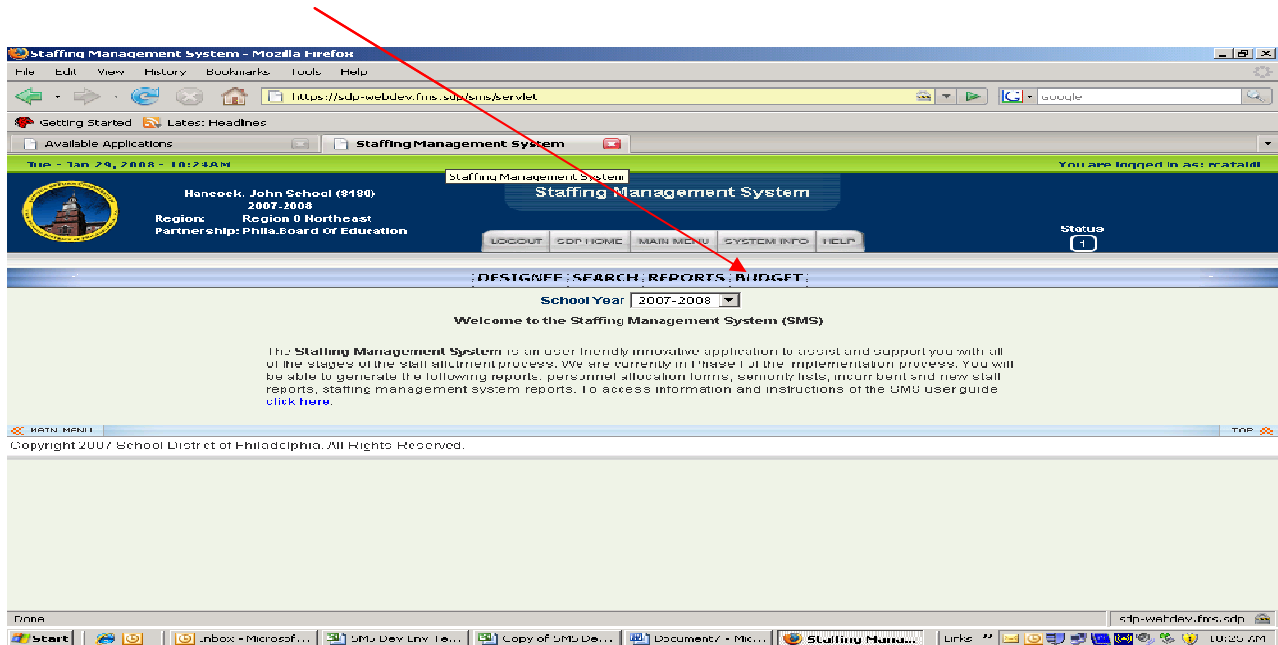 Staffing Management System - Mozilla Firefox
File Edit View History Bookmarks Tools Help
https://sdp-webdev.fms.sdp/sms/servlet
Google
Getting Started Latest Headlines
Available Applications Staffing Management System
Tue - Jan 29, 2008 - 10:24AM You are logged in as: rcataldi
Staffing Management System
Hancock, John School (8180)
2007-2008
Region: Region 0 Northeast
Partnership: Phila.Board Of Education
Staffing Management System
LOGOUT SDP HOME MAIN MENU SYSTEM INFO HELP
Status
1
DESIGNEE SEARCH REPORTS BUDGET
School Year 2007-2008
Welcome to the Staffing Management System (SMS)
The Staffing Management System is an user friendly innovative application to assist and support you with all
of the stages of the staff allotment process. We are currently in Phase I of the implementation process. You will
be able to generate the following reports: personnel allocation forms, seniority lists, incumbent and new staff
reports, staffing management system reports. To access information and instructions of the SMS user guide
click here.
MAIN MENU TOP
Copyright 2007 School District of Philadelphia. All Rights Reserved.
Done sdp-webdev.fms.sdp
Start Inbox - Microsof... SMS Dev Env Te... Copy of SMS De... Document7 - Mic... Staffing Mana... Links » 10:25 AM